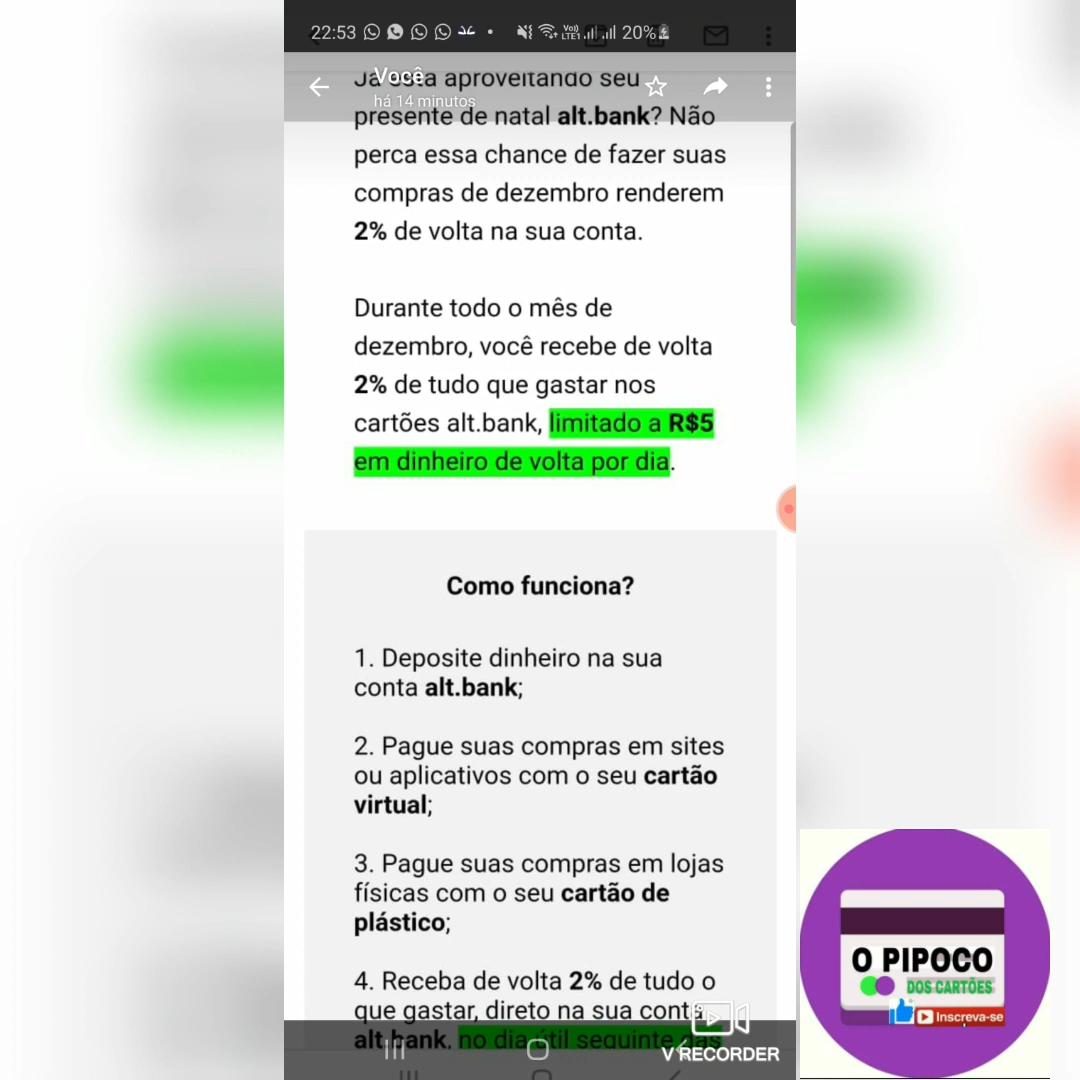 22:53
20%
Você
há 14 minutos
Já está aproveitando seu
presente de natal alt.bank? Não
perca essa chance de fazer suas
compras de dezembro renderem
2% de volta na sua conta.
Durante todo o mês de
dezembro, você recebe de volta
2% de tudo que gastar nos
cartões alt.bank, limitado a R$5
em dinheiro de volta por dia.
Como funciona?
1. Deposite dinheiro na sua
conta alt.bank;
2. Pague suas compras em sites
ou aplicativos com o seu cartão
virtual;
3. Pague suas compras em lojas
físicas com o seu cartão de
plástico;
4. Receba de volta 2% de tudo o
que gastar, direto na sua conta
alt.bank, no dia útil seguinte das
V RECORDER
O PIPOCO
DOS CARTÕES
Inscreva-se